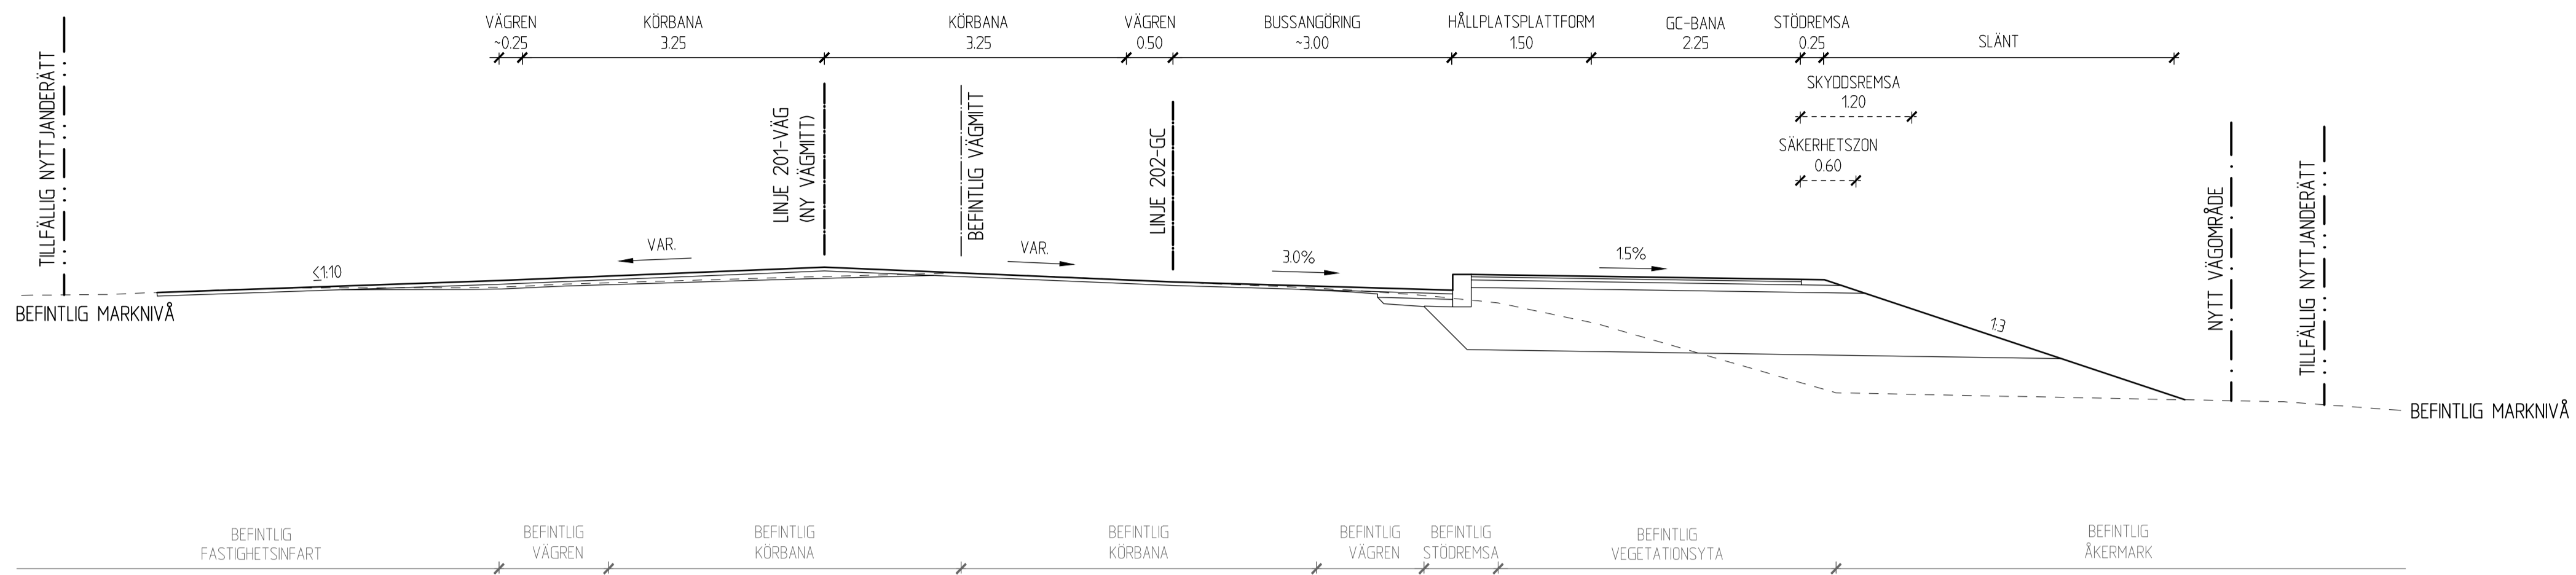 VÄGREN
~0.25
KÖRBANA
3.25
KÖRBANA
3.25
VÄGREN
0.50
BUSSANGÖRING
~3.00
HÅLLPLATSPLATTFORM
1.50
GC-BANA
2.25
STÖDREMSA
0.25
SLÄNT
SKYDDSREMSA
1.20
SÄKERHETSZON
0.60
TILLFÄLLIG NYTTJANDERÄTT
LINJE 201-VÄG
(NY VÄGMITT)
BEFINTLIG VÄGMITT
LINJE 202-GC
NYTT VÄGOMRÅDE
TILLFÄLLIG NYTTJANDERÄTT
≤1:10
VAR.
VAR.
3.0%
1.5%
1:3
BEFINTLIG MARKNIVÅ
BEFINTLIG MARKNIVÅ
BEFINTLIG
FASTIGHETSINFART
BEFINTLIG
VÄGREN
BEFINTLIG
KÖRBANA
BEFINTLIG
KÖRBANA
BEFINTLIG
VÄGREN
BEFINTLIG
STÖDREMSA
BEFINTLIG
VEGETATIONSYTA
BEFINTLIG
ÅKERMARK